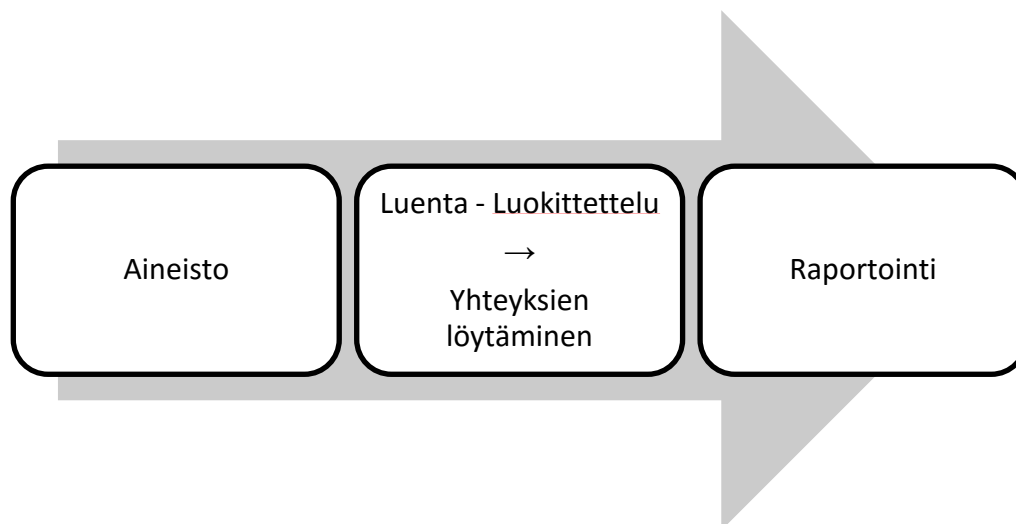 Aineisto
Luenta - Luokittettelu
→
Yhteyksien
löytäminen
Raportointi